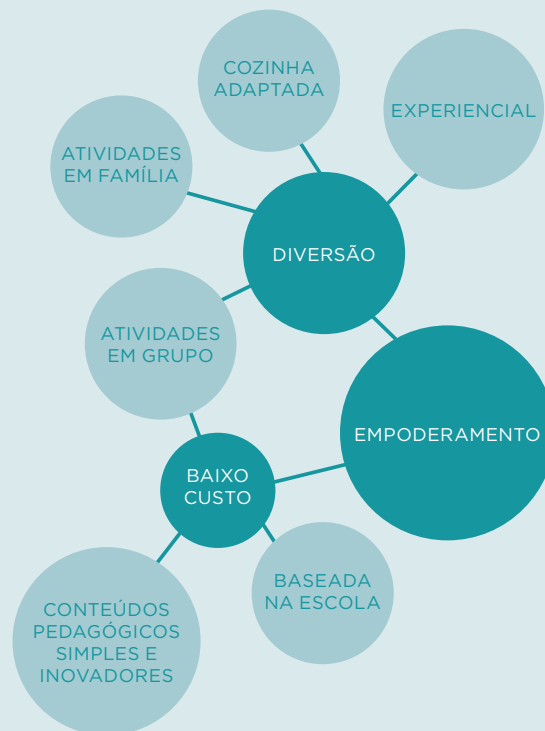 COZINHA
ADAPTADA
EXPERIENCIAL
ATIVIDADES
EM FAMÍLIA
DIVERSÃO
ATIVIDADES
EM GRUPO
EMPODERAMENTO
BAIXO
CUSTO
BASEADA
NA ESCOLA
CONTEÚDOS
PEDAGÓGICOS
SIMPLES E
INOVADORES